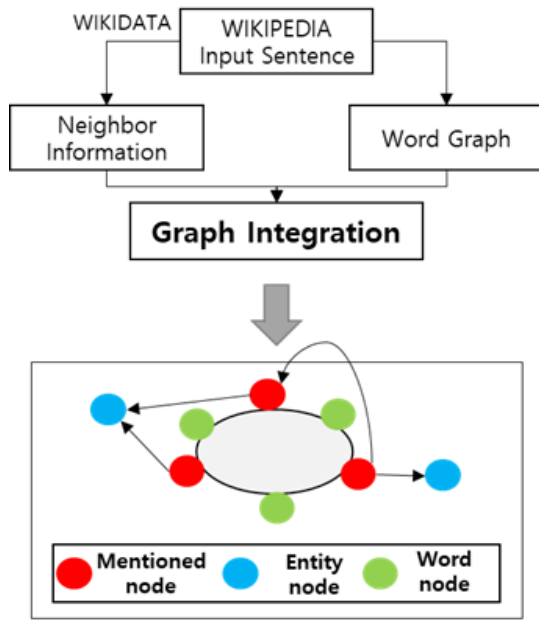 WIKIDATA
WIKIPEDIA
Input Sentence
Neighbor
Information
Word Graph
Graph Integration
Mentioned
node
Entity
node
Word
node